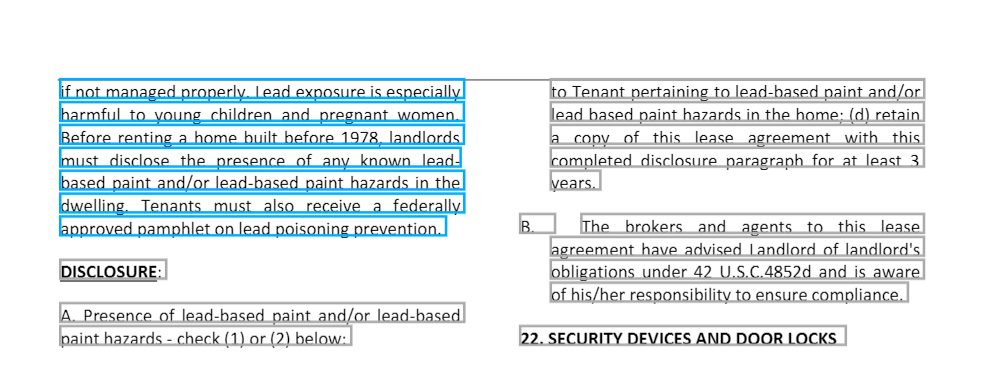 if not managed properly. Lead exposure is especially
harmful to young children and pregnant women.
Before renting a home built before 1978, landlords
must disclose the presence of any known lead-
based paint and/or lead-based paint hazards in the
dwelling. Tenants must also receive a federally
approved pamphlet on lead poisoning prevention.
DISCLOSURE:
A. Presence of lead-based paint and/or lead-based
paint hazards - check (1) or (2) below:
to Tenant pertaining to lead-based paint and/or
lead based paint hazards in the home; (d) retain
a copy of this lease agreement with this
completed disclosure paragraph for at least 3
years.
B. The brokers and agents to this lease
agreement have advised Landlord of landlord's
obligations under 42 U.S.C.4852d and is aware
of his/her responsibility to ensure compliance.
22. SECURITY DEVICES AND DOOR LOCKS